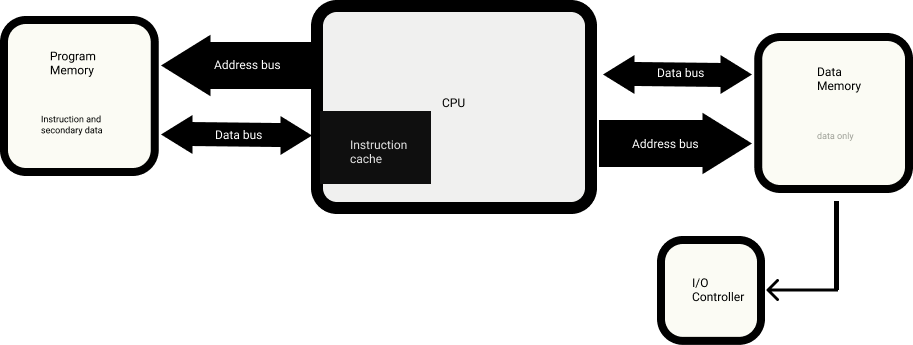 Program
Memory
Instruction and
secondary data
Address bus
Data bus
CPU
Instruction
cache
Data bus
Address bus
Data
Memory
data only
I/O
Controller